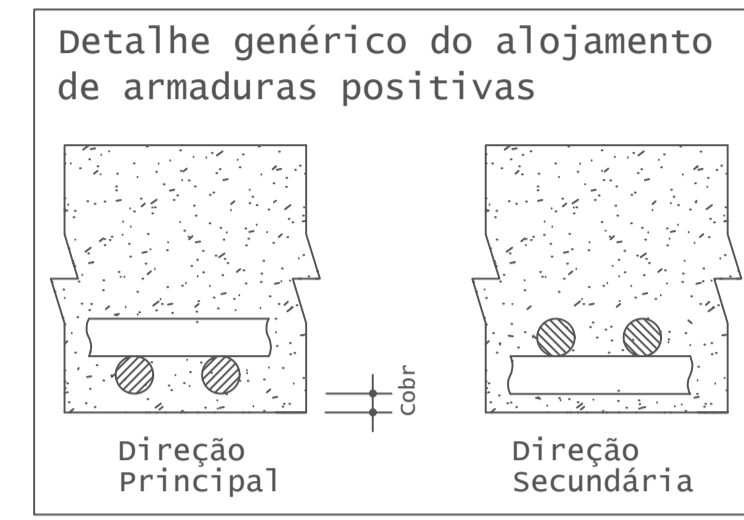 Detalhe genérico do alojamento
de armaduras positivas
cobr
Direção
Principal
Direção
Secundária